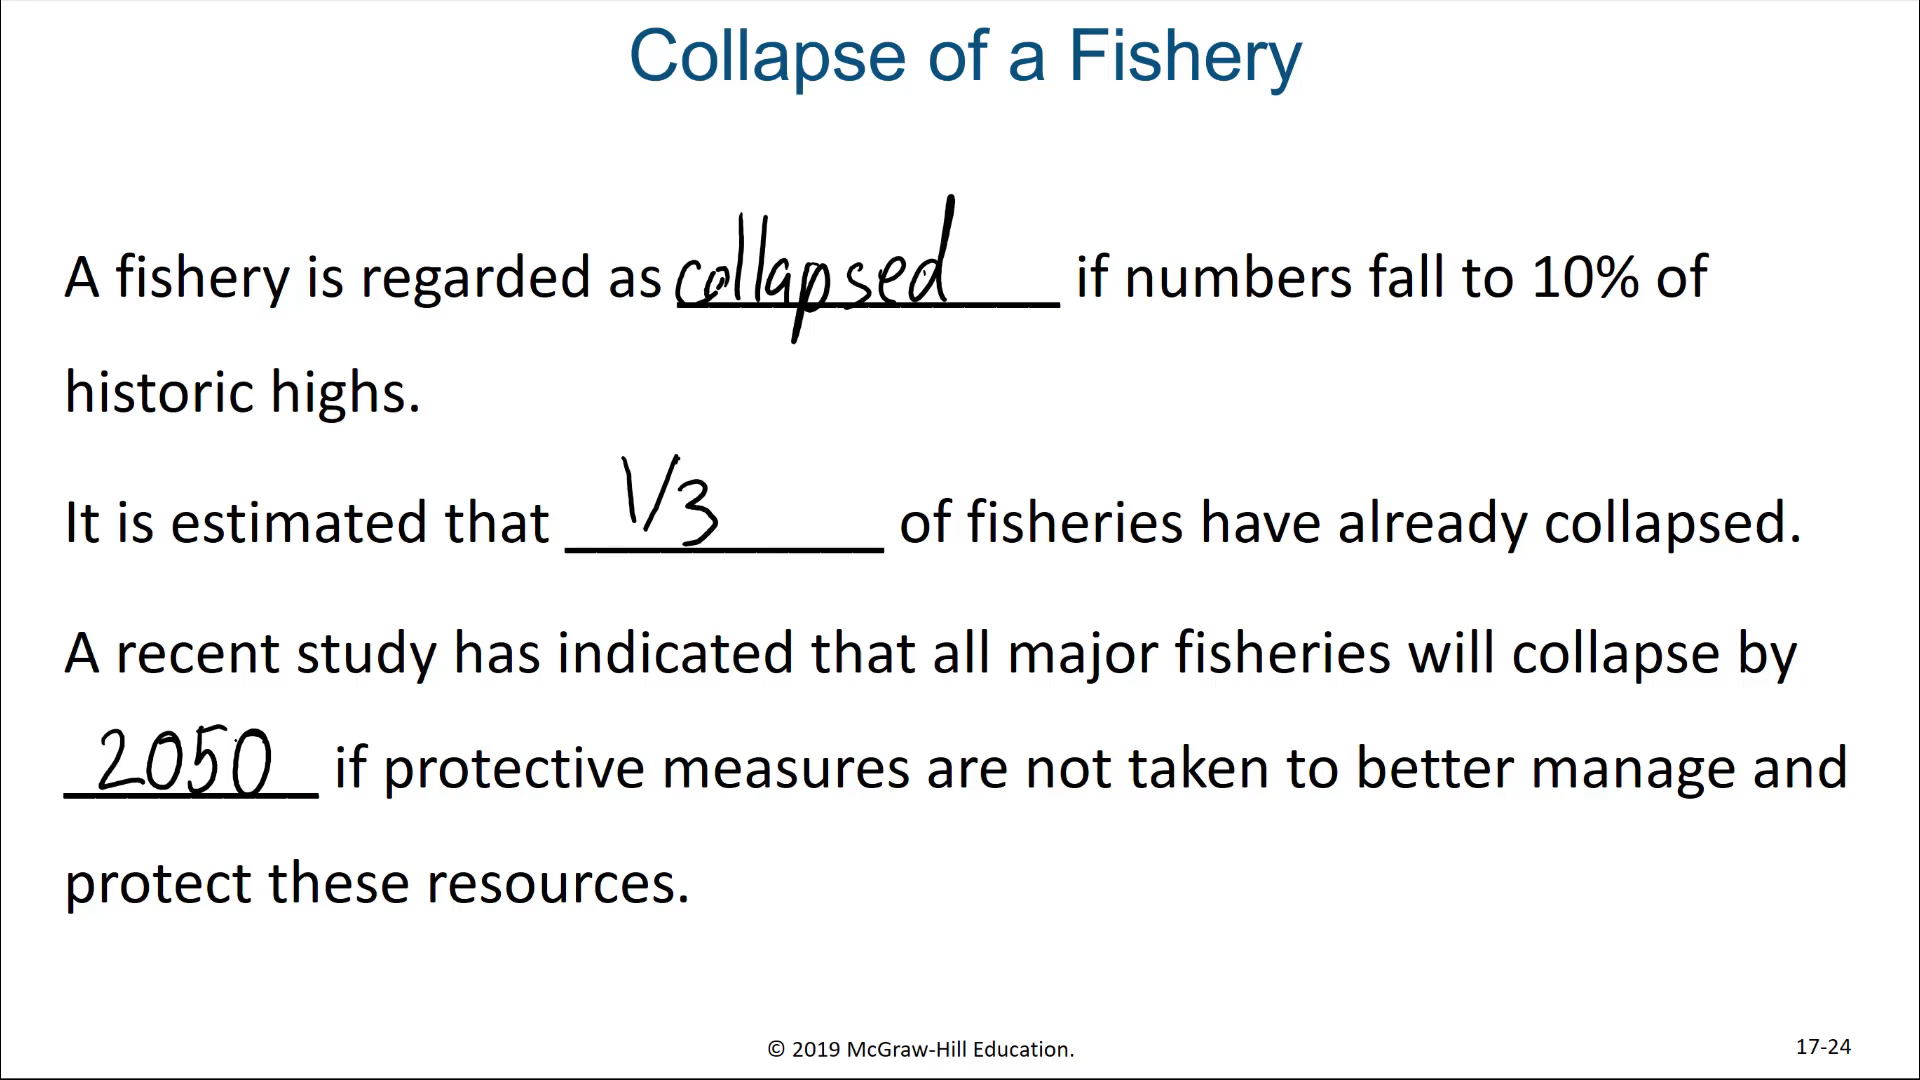 Collapse of a Fishery
A fishery is regarded as collapsed if numbers fall to 10% of
historic highs.
It is estimated that 1/3 of fisheries have already collapsed.
A recent study has indicated that all major fisheries will collapse by
2050 if protective measures are not taken to better manage and
protect these resources.
© 2019 McGraw-Hill Education.
17-24